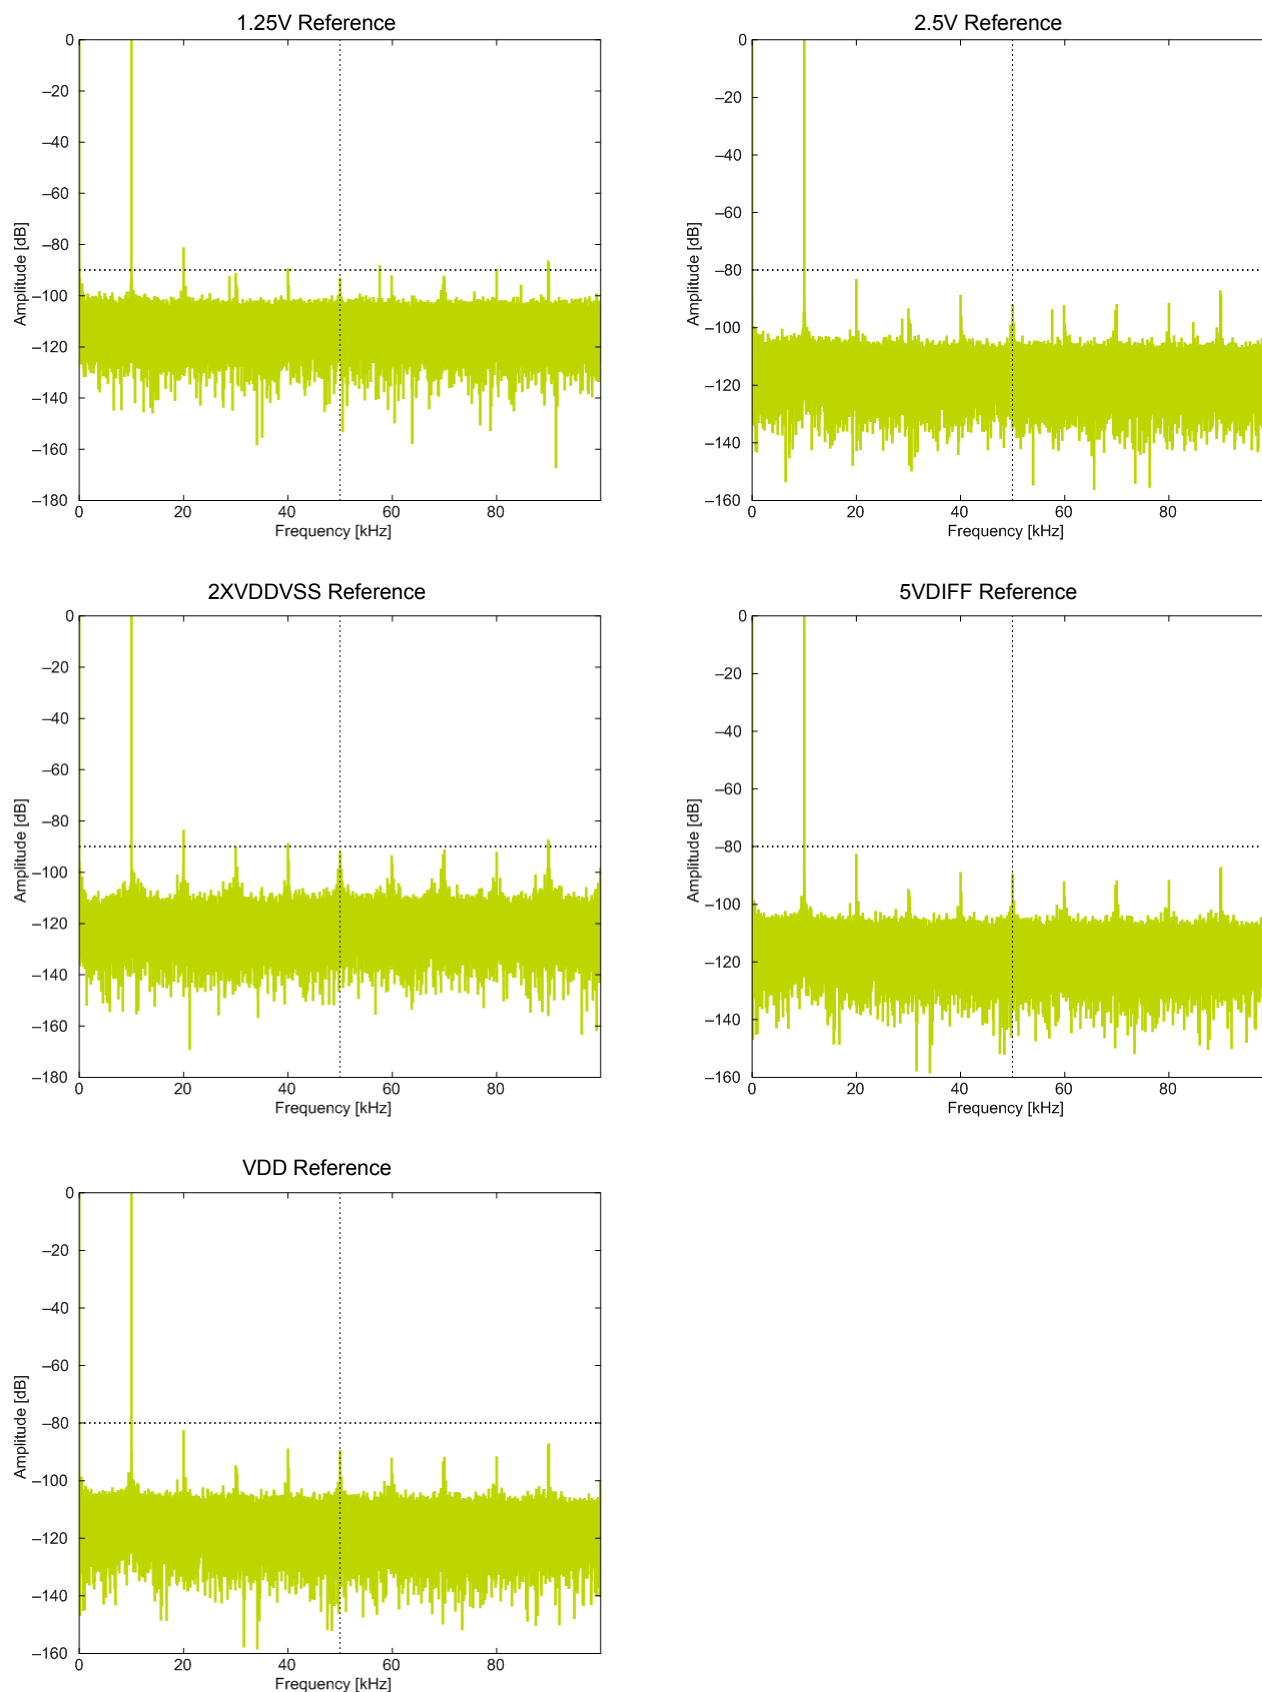 1.25V Reference
0
–20
–40
–60
–80
–100
–120
–140
–160
–180
Amplitude [dB]
0 20 40 60 80
Frequency [kHz]
2.5V Reference
0
–20
–40
–60
–80
–100
–120
–140
–160
Amplitude [dB]
0 20 40 60 80
Frequency [kHz]
2XVDDVSS Reference
0
–20
–40
–60
–80
–100
–120
–140
–160
–180
Amplitude [dB]
0 20 40 60 80
Frequency [kHz]
5VDIFF Reference
0
–20
–40
–60
–80
–100
–120
–140
–160
Amplitude [dB]
0 20 40 60 80
Frequency [kHz]
VDD Reference
0
–20
–40
–60
–80
–100
–120
–140
–160
Amplitude [dB]
0 20 40 60 80
Frequency [kHz]